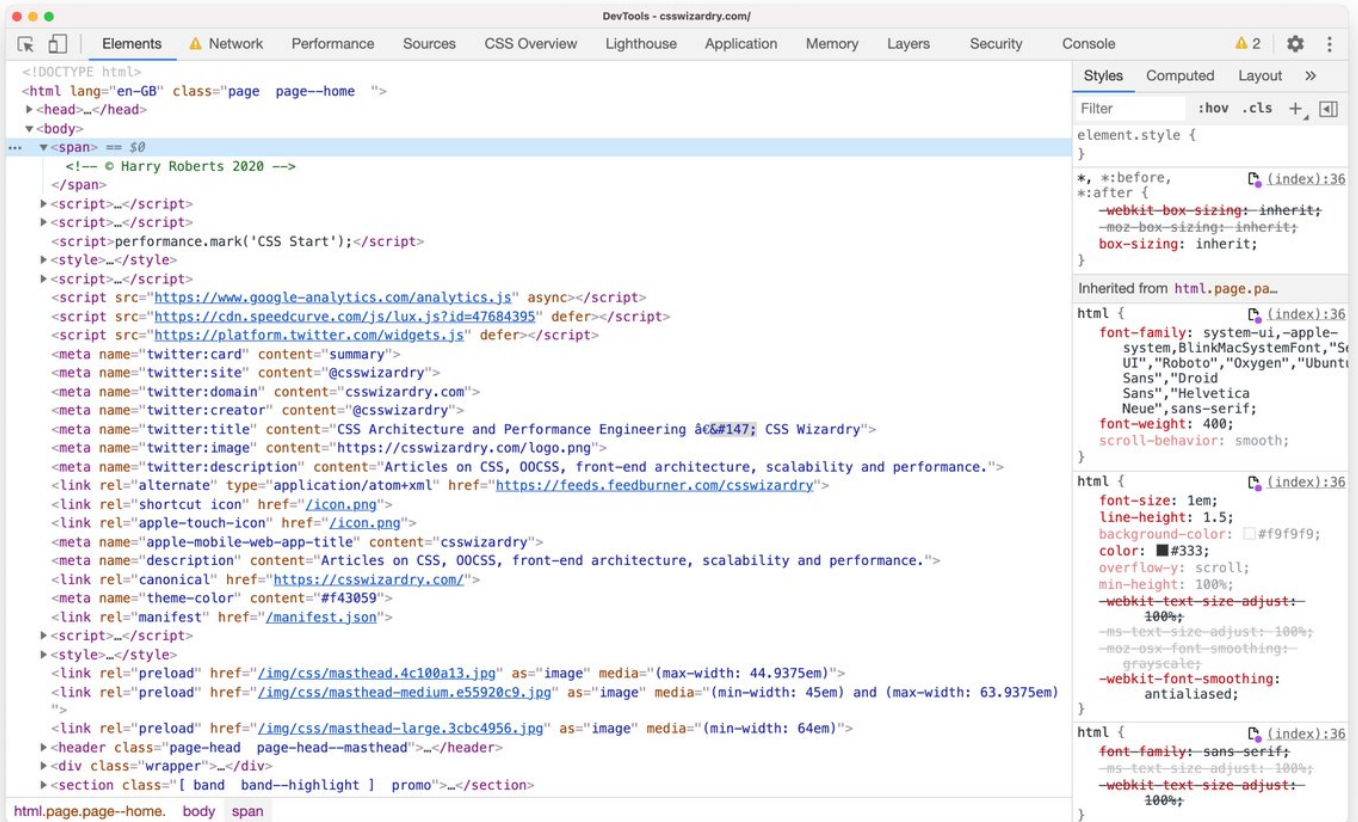 DevTools - csswizardry.com/
Elements Network Performance Sources CSS Overview Lighthouse Application Memory Layers Security Console 2
<!DOCTYPE html>
<html lang="en-GB" class="page  page--home  ">
<head>…</head>
<body>
… <span> == $0
<!-- © Harry Roberts 2020 -->
</span>
<script>…</script>
<script>…</script>
<script>performance.mark('CSS Start');</script>
<style>…</style>
<script>…</script>
<script src="https://www.google-analytics.com/analytics.js" async></script>
<script src="https://cdn.speedcurve.com/js/lux.js?id=47684395" defer></script>
<script src="https://platform.twitter.com/widgets.js" defer></script>
<meta name="twitter:card" content="summary">
<meta name="twitter:site" content="@csswizardry">
<meta name="twitter:domain" content="csswizardry.com">
<meta name="twitter:creator" content="@csswizardry">
<meta name="twitter:title" content="CSS Architecture and Performance Engineering â€&#147; CSS Wizardry">
<meta name="twitter:image" content="https://csswizardry.com/logo.png">
<meta name="twitter:description" content="Articles on CSS, OOCSS, front-end architecture, scalability and performance.">
<link rel="alternate" type="application/atom+xml" href="https://feeds.feedburner.com/csswizardry">
<link rel="shortcut icon" href="/icon.png">
<link rel="apple-touch-icon" href="/icon.png">
<meta name="apple-mobile-web-app-title" content="csswizardry">
<meta name="description" content="Articles on CSS, OOCSS, front-end architecture, scalability and performance.">
<link rel="canonical" href="https://csswizardry.com/">
<meta name="theme-color" content="#f43059">
<link rel="manifest" href="/manifest.json">
<script>…</script>
<style>…</style>
<link rel="preload" href="/img/css/masthead.4c100a13.jpg" as="image" media="(max-width: 44.9375em)">
<link rel="preload" href="/img/css/masthead-medium.e55920c9.jpg" as="image" media="(min-width: 45em) and (max-width: 63.9375em)
">
<link rel="preload" href="/img/css/masthead-large.3cbc4956.jpg" as="image" media="(min-width: 64em)">
<header class="page-head  page-head--masthead">…</header>
<div class="wrapper">…</div>
<section class="[ band  band--highlight ]  promo">…</section>
html.page.page--home. body span
Styles Computed Layout »
Filter :hov .cls +
element.style {
}
*, *:before, (index):36
*:after {
-webkit-box-sizing: inherit;
-moz-box-sizing: inherit;
box-sizing: inherit;
}
Inherited from html.page.pa…
html { (index):36
font-family: system-ui,-apple-
system,BlinkMacSystemFont,"Se
UI","Roboto","Oxygen","Ubuntu
Sans","Droid
Sans","Helvetica
Neue",sans-serif;
font-weight: 400;
scroll-behavior: smooth;
}
html { (index):36
font-size: 1em;
line-height: 1.5;
background-color: #f9f9f9;
color: #333;
overflow-y: scroll;
min-height: 100%;
-webkit-text-size-adjust:
100%;
-ms-text-size-adjust: 100%;
-moz-osx-font-smoothing:
grayscale;
-webkit-font-smoothing:
antialiased;
}
html { (index):36
font-family: sans-serif;
-ms-text-size-adjust: 100%;
-webkit-text-size-adjust:
100%;
}